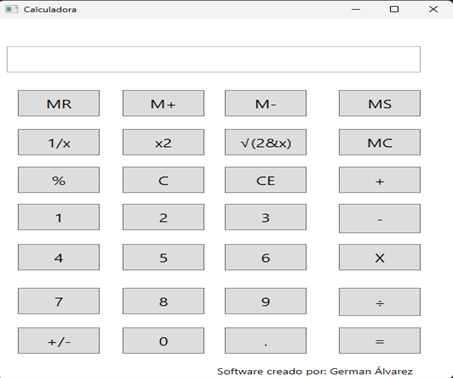 Calculadora
MR M+ M- MS
1/x x2 √(2&x) MC
% C CE +
1 2 3 -
4 5 6 X
7 8 9 ÷
+/- 0 . =
Software creado por: German Álvarez